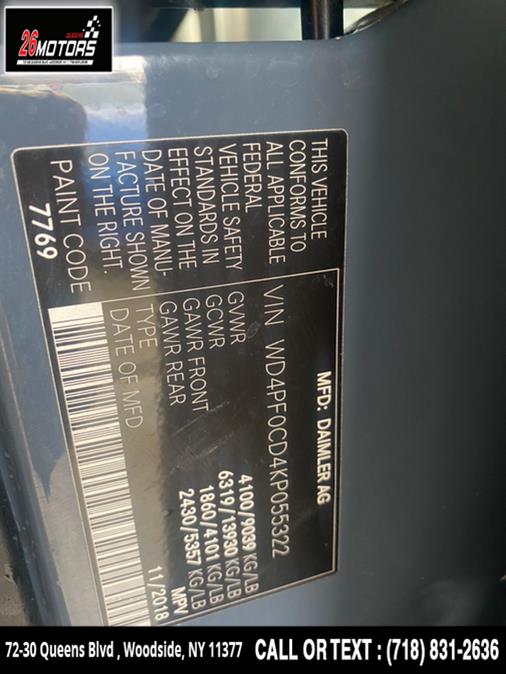 QUEENS
26MOTORS
THIS VEHICLE
CONFORMS TO
ALL APPLICABLE
FEDERAL
VEHICLE SAFETY
STANDARDS IN
EFFECT ON THE
DATE OF MANU-
FACTURE SHOWN
ON THE RIGHT.
PAINT CODE
7769
MFD: DAIMLER AG
VIN WD4PF0CD4KP055322
GVWR 4100/9039 KG/LB
GCWR 6319/13930 KG/LB
GAWR FRONT 1860/4101 KG/LB
GAWR REAR 2430/5357 KG/LB
TYPE MPV
DATE OF MFD 11/2018
72-30 Queens Blvd , Woodside, NY 11377 CALL OR TEXT : (718) 831-2636